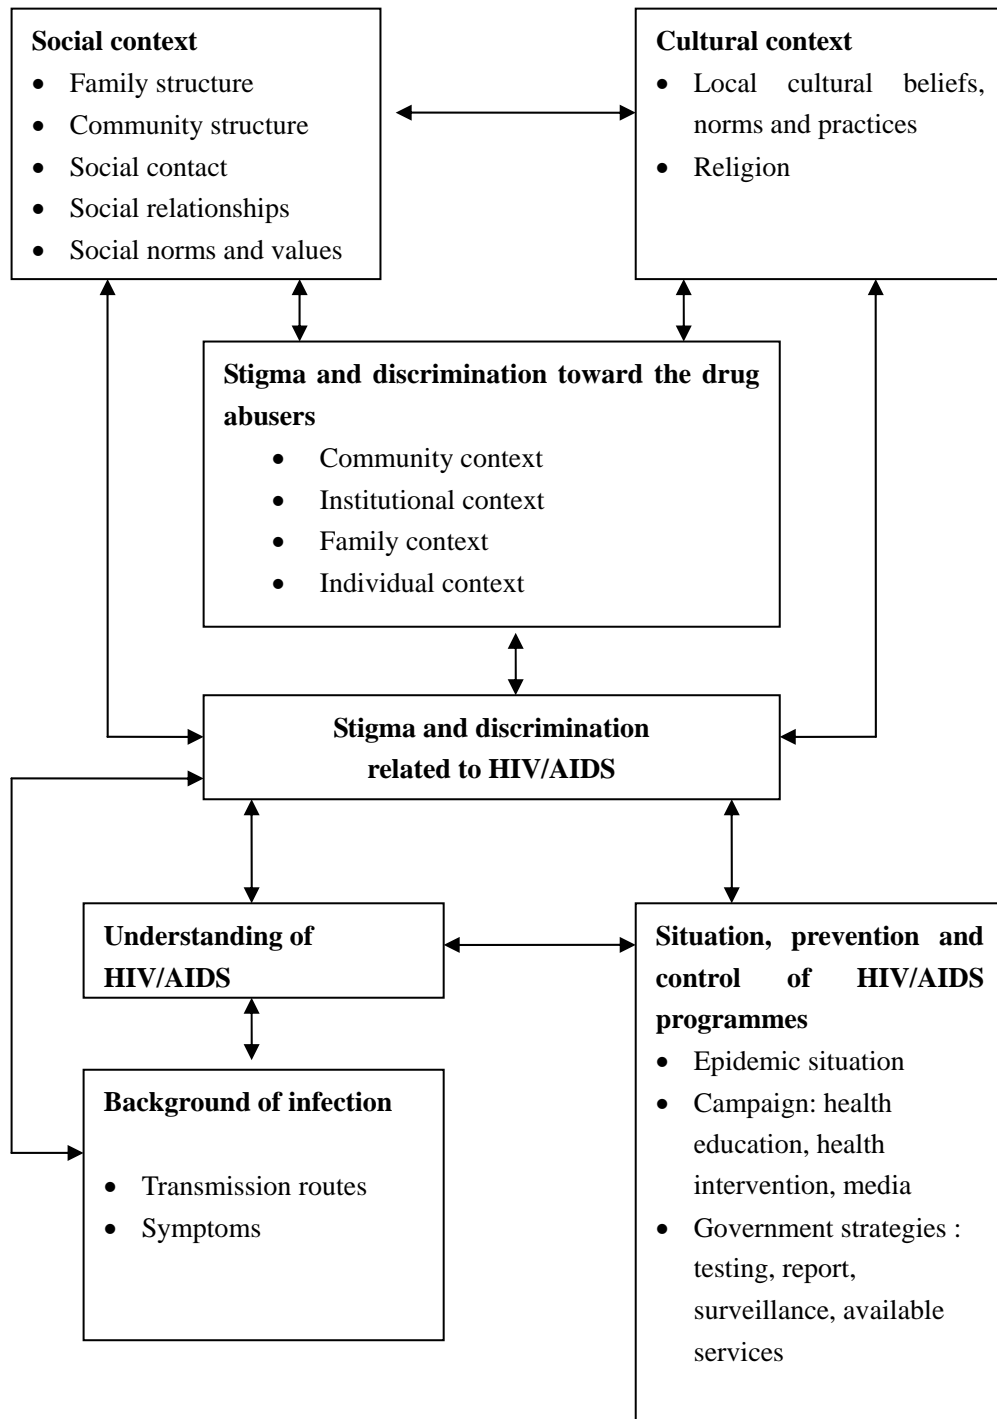 Social context
• Family structure
• Community structure
• Social contact
• Social relationships
• Social norms and values
Cultural context
• Local cultural beliefs,
norms and practices
• Religion
Stigma and discrimination toward the drug
abusers
• Community context
• Institutional context
• Family context
• Individual context
Stigma and discrimination
related to HIV/AIDS
Understanding of
HIV/AIDS
Background of infection
• Transmission routes
• Symptoms
Situation, prevention and
control of HIV/AIDS
programmes
• Epidemic situation
• Campaign: health
education, health
intervention, media
• Government strategies :
testing, report,
surveillance, available
services